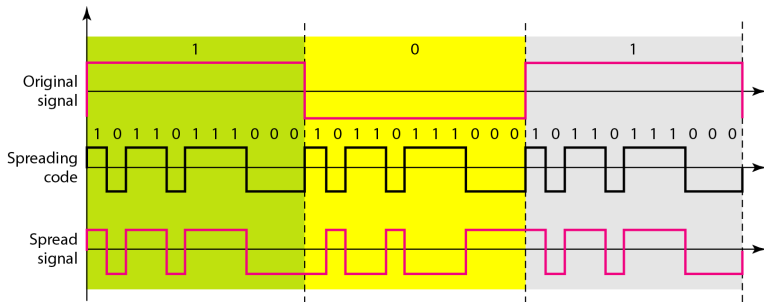 1 0 1
Original
signal
1 0 1 1 0 1 1 1 0 0 0 1 0 1 1 0 1 1 1 0 0 0 1 0 1 1 0 1 1 1 0 0 0
Spreading
code
Spread
signal